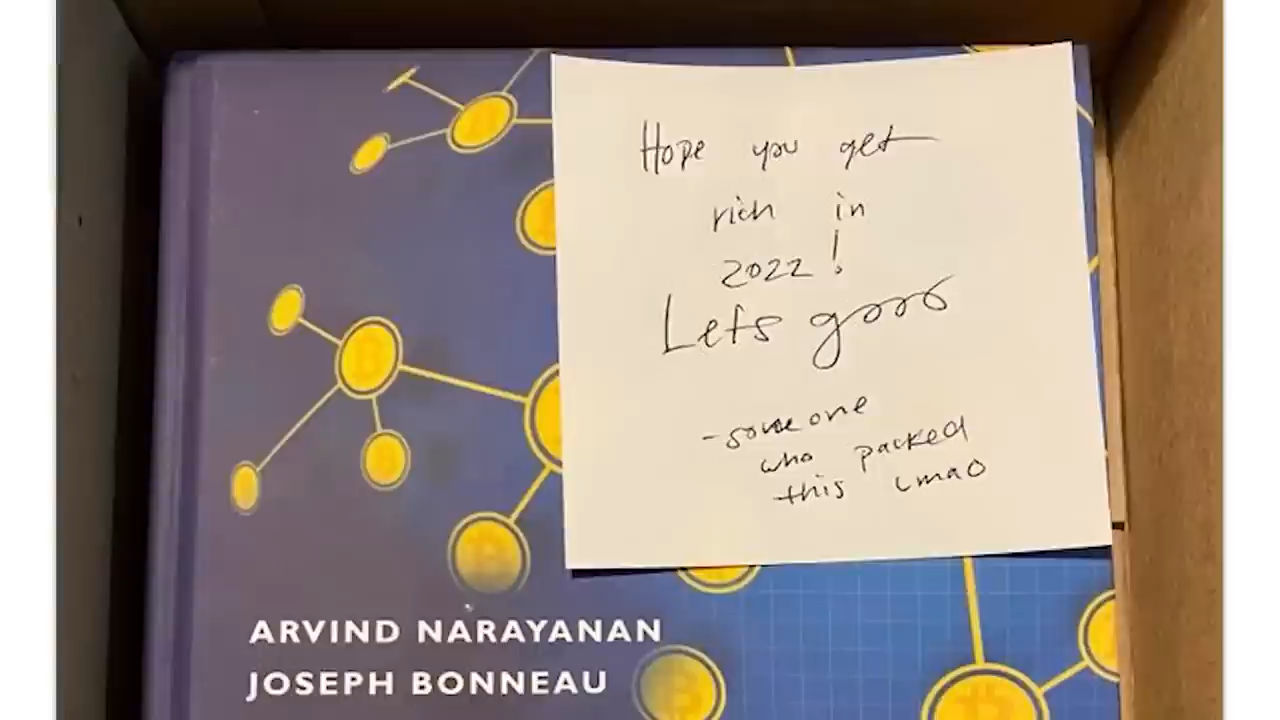 Hope you get
rich in
2022!
Lets gooo
-someone
who packed
this lmao
ARVIND NARAYANAN
JOSEPH BONNEAU